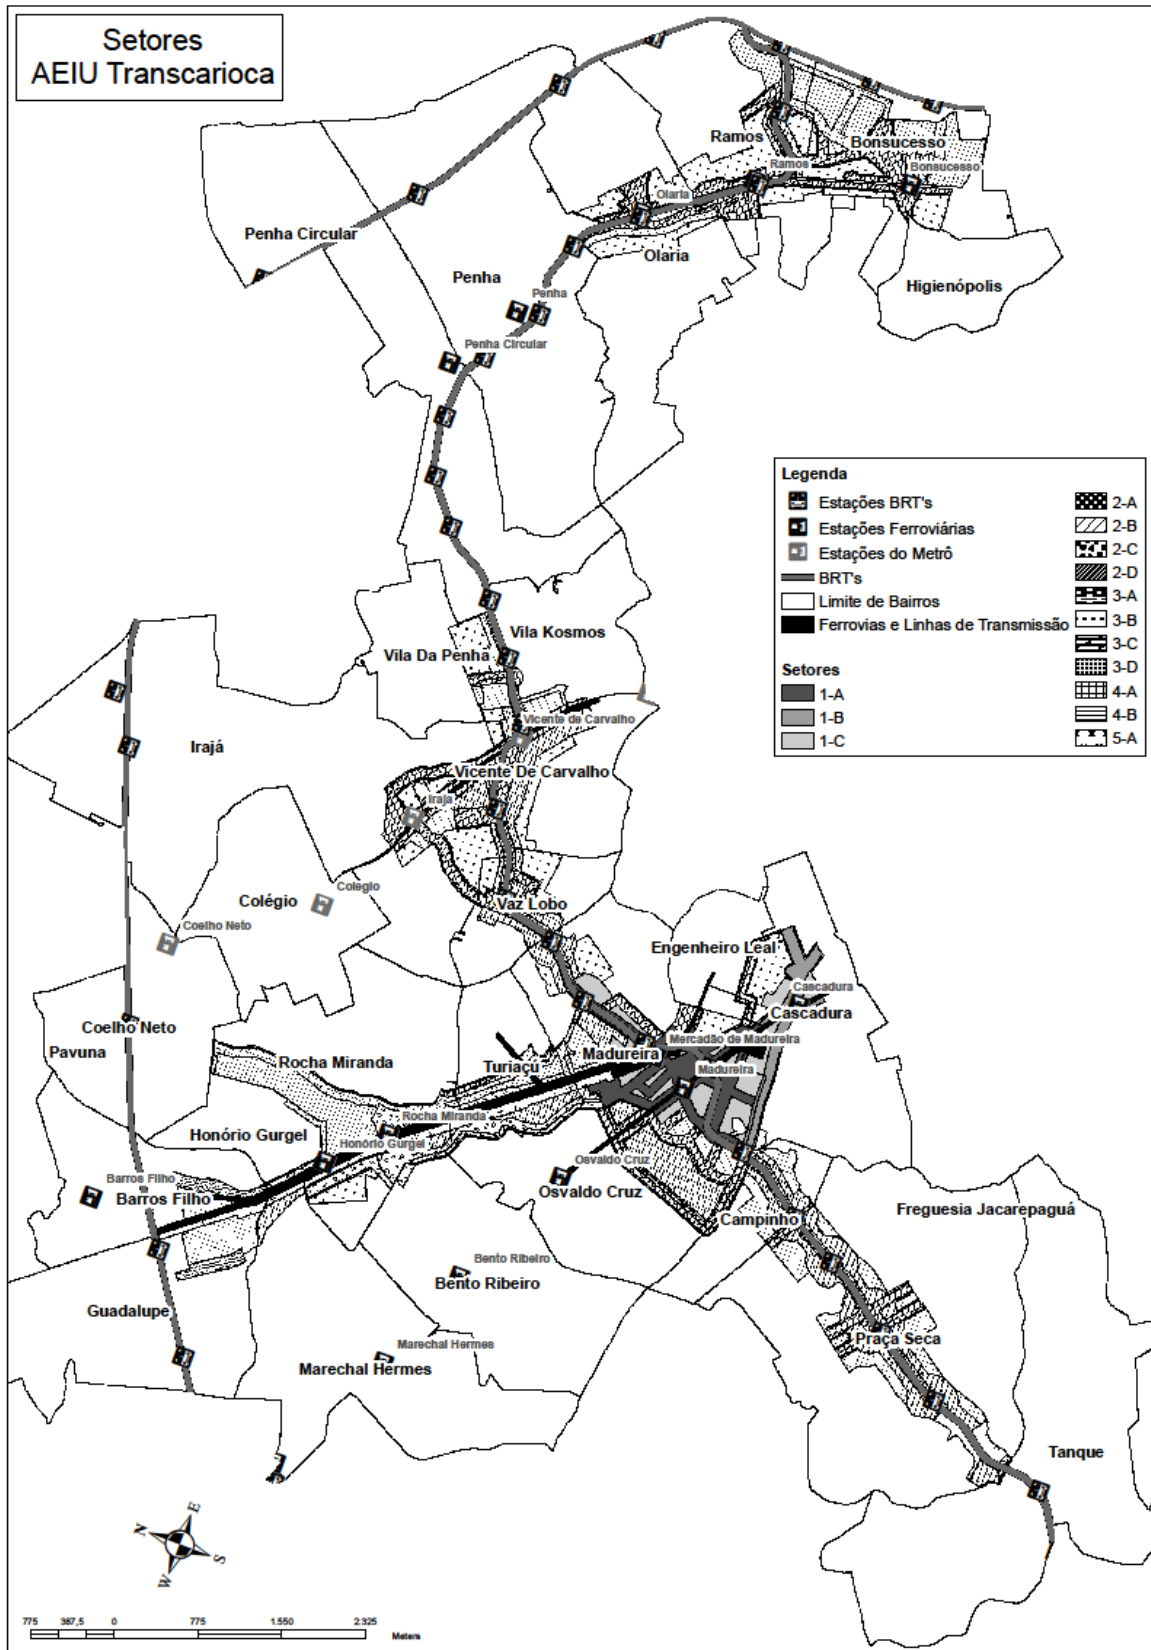 Setores
AEIU Transcarioca
Ramos
Bonsucesso
Ramos
Bonsucesso
Olaria
Penha Circular
Olaria
Penha
Higienópolis
Penha
Penha Circular
Legenda
Estações BRT's
Estações Ferroviárias
Estações do Metrô
BRT's
Limite de Bairros
Ferrovias e Linhas de Transmissão
Setores
1-A
1-B
1-C
2-A
2-B
2-C
2-D
3-A
3-B
3-C
3-D
4-A
4-B
5-A
Vila Kosmos
Vila Da Penha
Vicente de Carvalho
Irajá
Vicente De Carvalho
Iraja
Colégio
Colegio
Vaz Lobo
Coelho Neto
Engenheiro Leal
Cascadura
Cascadura
Coelho Neto
Pavuna
Mercadão de Madureira
Madureira
Rocha Miranda
Turiaçú
Madureira
Rocha Miranda
Honório Gurgel
Honório Gurgel
Osvaldo Cruz
Barros Filho
Osvaldo Cruz
Barros Filho
Freguesia Jacarepaguá
Campinho
Bento Ribeiro
Bento Ribeiro
Guadalupe
Praça Seca
Marechal Hermes
Marechal Hermes
Tanque
N
E
W
S
775 387,5 0 775 1.550 2.325
Meters